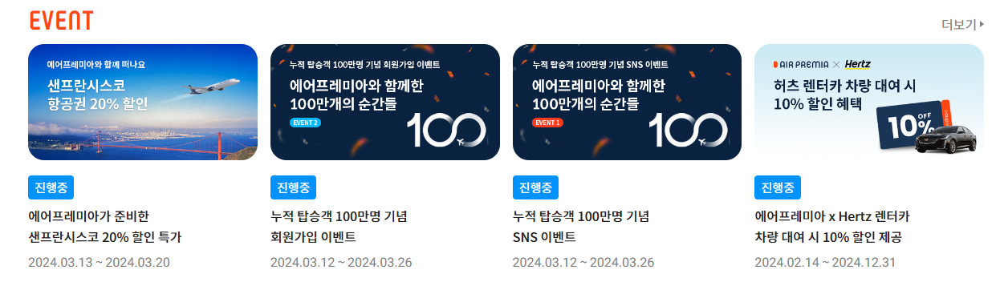 EVENT
더보기
에어프레미아와 함께 떠나요
샌프란시스코
항공권 20% 할인
누적 탑승객 100만명 기념 회원가입 이벤트
에어프레미아와 함께한
100만개의 순간들
EVENT 2
100
누적 탑승객 100만명 기념 SNS 이벤트
에어프레미아와 함께한
100만개의 순간들
EVENT 1
100
AIR PREMIA × Hertz
허츠 렌터카 차량 대여 시
10% 할인 혜택
10% OFF
진행중
에어프레미아가 준비한
샌프란시스코 20% 할인 특가
2024.03.13 ~ 2024.03.20
진행중
누적 탑승객 100만명 기념
회원가입 이벤트
2024.03.12 ~ 2024.03.26
진행중
누적 탑승객 100만명 기념
SNS 이벤트
2024.03.12 ~ 2024.03.26
진행중
에어프레미아 x Hertz 렌터카
차량 대여 시 10% 할인 제공
2024.02.14 ~ 2024.12.31